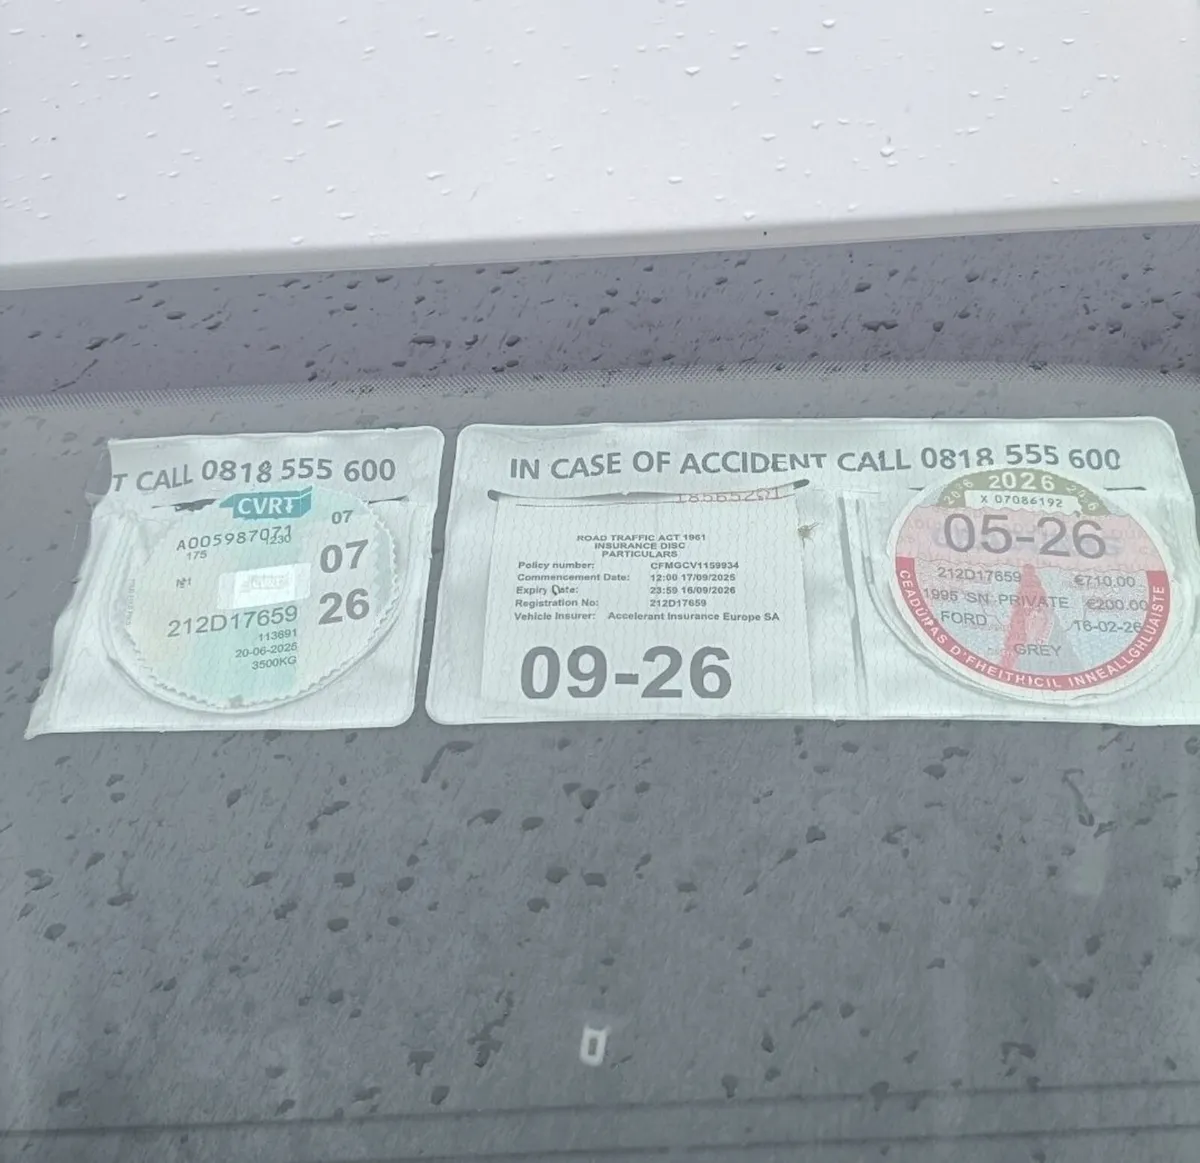 T CALL 0818 555 600
CVRT
07
A005987071
1230
175
07
26
212D17659
113691
20-06-2025
3500KG
IN CASE OF ACCIDENT CALL 0818 555 600
18565261
ROAD TRAFFIC ACT 1961
INSURANCE DISC
PARTICULARS
Policy number: CFMGCV1159934
Commencement Date: 12:00 17/09/2025
Expiry Date: 23:59 16/09/2026
Registration No: 212D17659
Vehicle Insurer: Accelerant Insurance Europe SA
09-26
2026 2026 2026
X 07086192
05-26
212D17659 €710.00
1995 SN PRIVATE €200.00
FORD 16-02-26
GREY
CEADÚNAS D'FHEITHICIL INNEALLGHLUAISTE